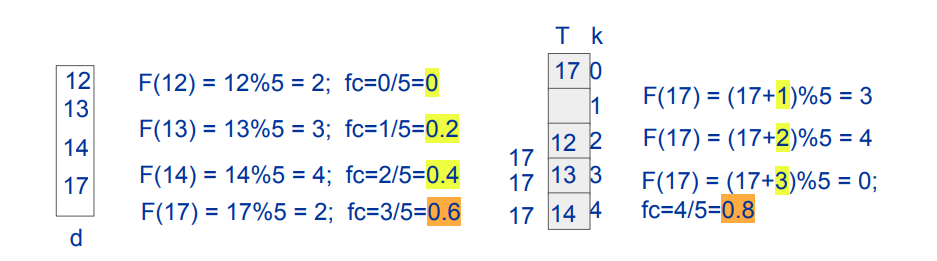 12
13
14
17
d
F(12) = 12%5 = 2; fc=0/5=0
F(13) = 13%5 = 3; fc=1/5=0.2
F(14) = 14%5 = 4; fc=2/5=0.4
F(17) = 17%5 = 2; fc=3/5=0.6
T k
17 0
1
12 2
17
17 13 3
17 14 4
F(17) = (17+1)%5 = 3
F(17) = (17+2)%5 = 4
F(17) = (17+3)%5 = 0;
fc=4/5=0.8